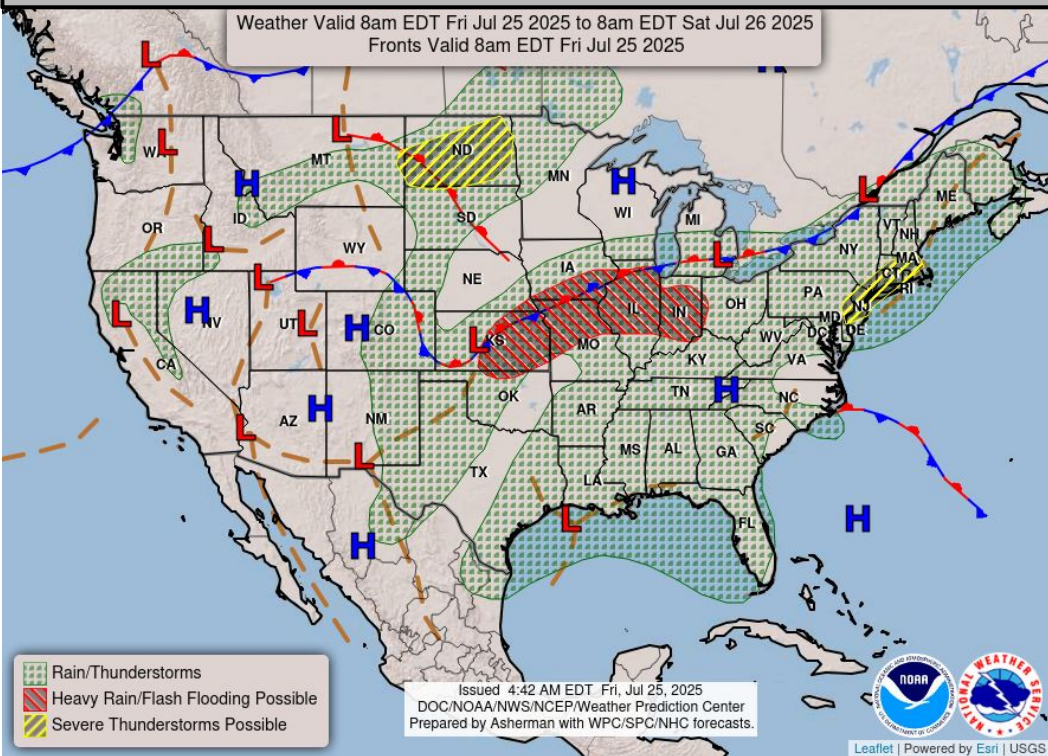 Weather Valid 8am EDT Fri Jul 25 2025 to 8am EDT Sat Jul 26 2025
Fronts Valid 8am EDT Fri Jul 25 2025
L
H
L
WA
L
MT
ND
MN
H
WI
MI
L
ME
VT
NH
H
ID
OR
SD
NY
MA
CT
RI
L
WY
IA
L
PA
NJ
L
NE
OH
MD
DE
DC
H
NV
UT
L
H
CO
L
KS
IL
IN
WV
VA
L
MO
KY
CA
H
AZ
NM
OK
AR
TN
H
NC
SC
L
L
TX
MS
AL
GA
LA
L
FL
H
H
Rain/Thunderstorms
Heavy Rain/Flash Flooding Possible
Severe Thunderstorms Possible
Issued 4:42 AM EDT Fri, Jul 25, 2025
DOC/NOAA/NWS/NCEP/Weather Prediction Center
Prepared by Asherman with WPC/SPC/NHC forecasts.
NOAA
NATIONAL WEATHER SERVICE
Leaflet | Powered by Esri | USGS